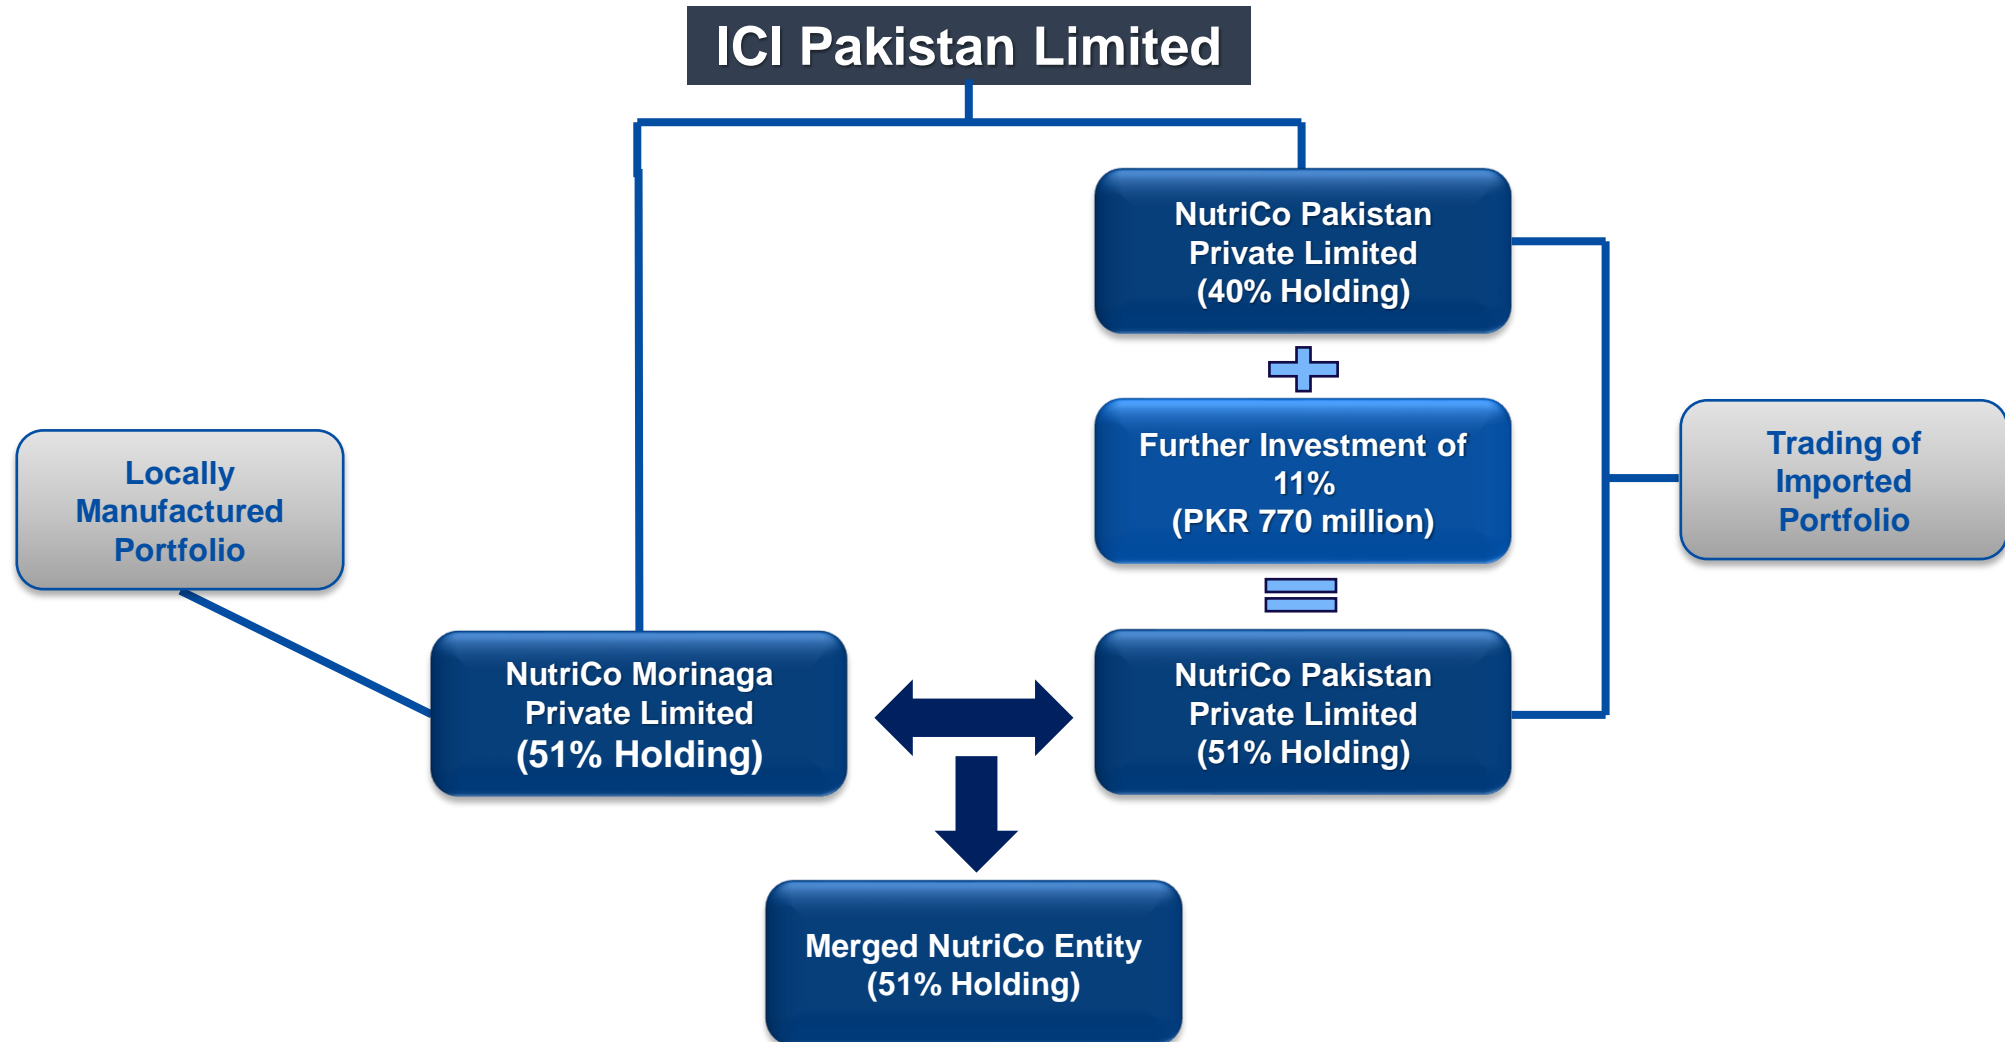 ICI Pakistan Limited
NutriCo Pakistan
Private Limited
(40% Holding)
Further Investment of
11%
(PKR 770 million)
Locally
Manufactured
Portfolio
Trading of
Imported
Portfolio
NutriCo Morinaga
Private Limited
(51% Holding)
NutriCo Pakistan
Private Limited
(51% Holding)
Merged NutriCo Entity
(51% Holding)